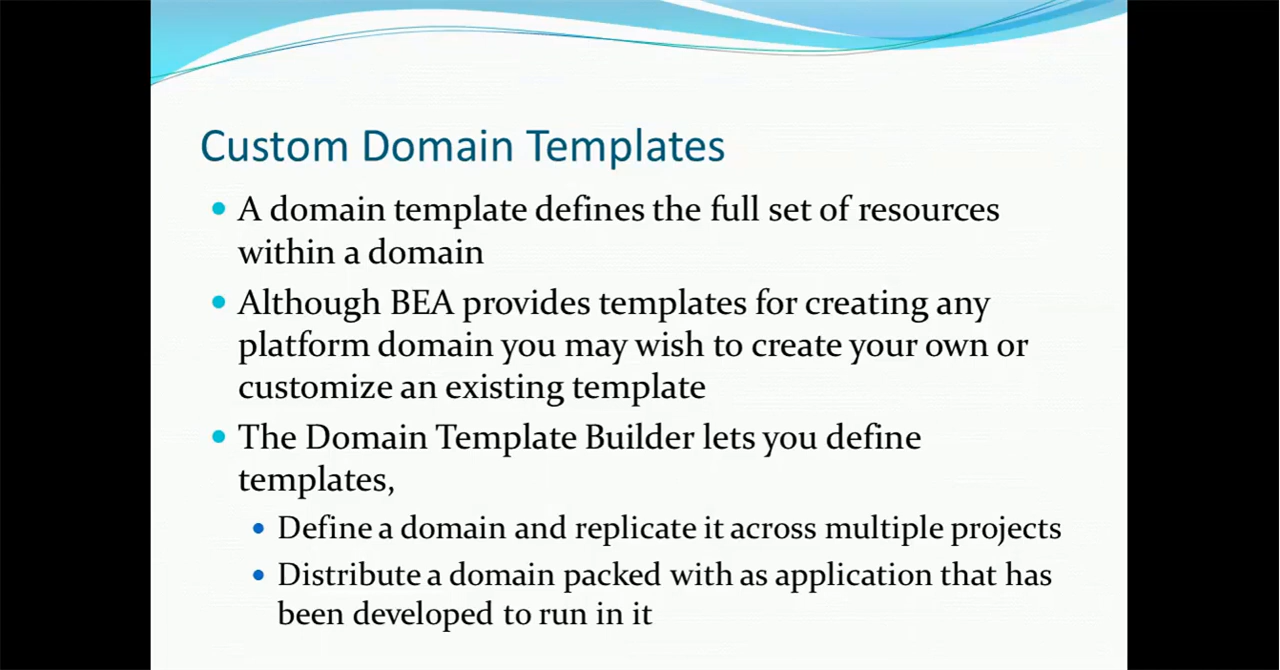 Custom Domain Templates
• A domain template defines the full set of resources
within a domain
• Although BEA provides templates for creating any
platform domain you may wish to create your own or
customize an existing template
• The Domain Template Builder lets you define
templates,
• Define a domain and replicate it across multiple projects
• Distribute a domain packed with as application that has
been developed to run in it